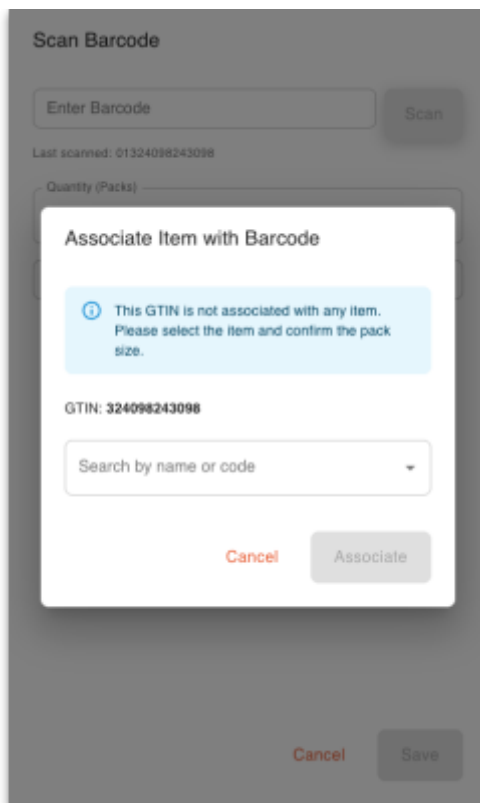 Scan Barcode
Enter Barcode
Scan
Last scanned: 01324098243098
Quantity (Packs)
Associate Item with Barcode
This GTIN is not associated with any item.
Please select the item and confirm the pack
size.
GTIN: 324098243098
Search by name or code
Cancel
Associate
Cancel
Save